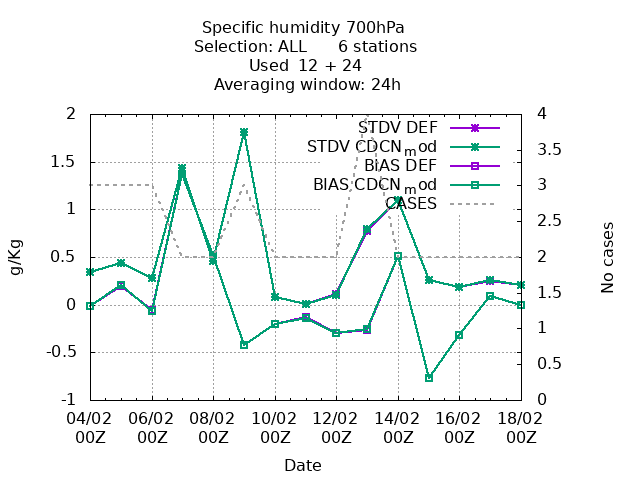 Specific humidity 700hPa
Selection: ALL      6 stations
Used  12 + 24
Averaging window: 24h
STDV DEF
STDV CDCN_mod
BIAS DEF
BIAS CDCN_mod
CASES
2
1.5
1
0.5
0
-0.5
-1
g/Kg
4
3.5
3
2.5
2
1.5
1
0.5
0
No cases
04/02 06/02 08/02 10/02 12/02 14/02 16/02 18/02
00Z 00Z 00Z 00Z 00Z 00Z 00Z 00Z
Date